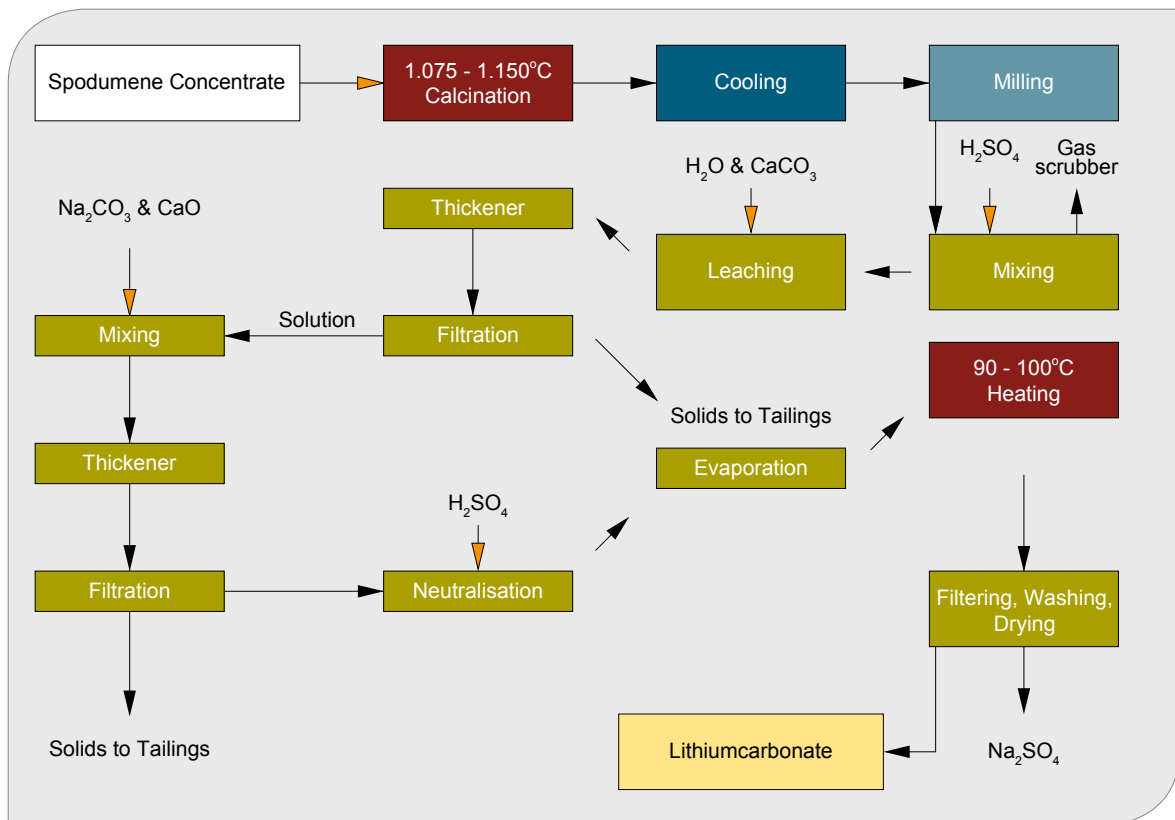 Spodumene Concentrate
1.075 - 1.150°C
Calcination
Cooling
Milling
H₂O & CaCO₃
H₂SO₄
Gas
scrubber
Na₂CO₃ & CaO
Thickener
Leaching
Mixing
Mixing
Solution
Filtration
90 - 100°C
Heating
Solids to Tailings
Thickener
Evaporation
H₂SO₄
Filtration
Neutralisation
Filtering, Washing,
Drying
Solids to Tailings
Lithiumcarbonate
Na₂SO₄